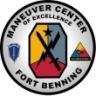 MANEUVER CENTER
OF EXCELLENCE
FORT BENNING